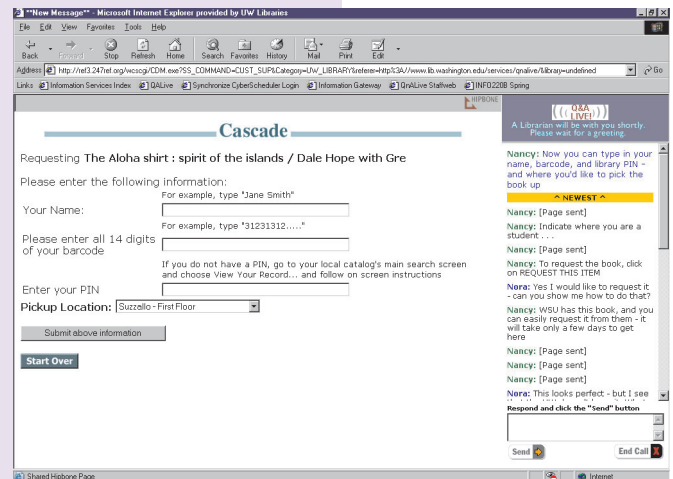 **New Message** - Microsoft Internet Explorer provided by UW Libraries
File Edit View Favorites Tools Help
Back Forward Stop Refresh Home Search Favorites History Mail Print Edit
Address http://ref3.247ref.org/wcscgi/CDM.exe?SS_COMMAND=CUST_SUP&Category=UW_LIBRARY&referer=http%3A//www.lib.washington.edu/services/qnalive/&library=undefined Go
Links Information Services Index QALive Synchronize CyberScheduler Login Information Gateway QnALive Staffweb INFO220B Spring
HIPBONE
Cascade
Requesting The Aloha shirt : spirit of the islands / Dale Hope with Gre
Please enter the following information:
For example, type "Jane Smith"
Your Name:
For example, type "31231312....."
Please enter all 14 digits
of your barcode
If you do not have a PIN, go to your local catalog's main search screen
and choose View Your Record... and follow on screen instructions
Enter your PIN
Pickup Location: Suzzallo - First Floor
Submit above information
Start Over
Q&A
LIVE!
A Librarian will be with you shortly.
Please wait for a greeting.
Nancy: Now you can type in your
name, barcode, and library PIN -
and where you'd like to pick the
book up
^ NEWEST ^
Nancy: [Page sent]
Nancy: Indicate where you are a
student . . .
Nancy: [Page sent]
Nancy: To request the book, click
on REQUEST THIS ITEM
Nora: Yes I would like to request it
- can you show me how to do that?
Nancy: WSU has this book, and you
can easily request it from them - it
will take only a few days to get
here
Nancy: [Page sent]
Nancy: [Page sent]
Nancy: [Page sent]
Nora: This looks perfect - but I see
Respond and click the "Send" button
Send End Call X
Shared Hipbone Page Internet